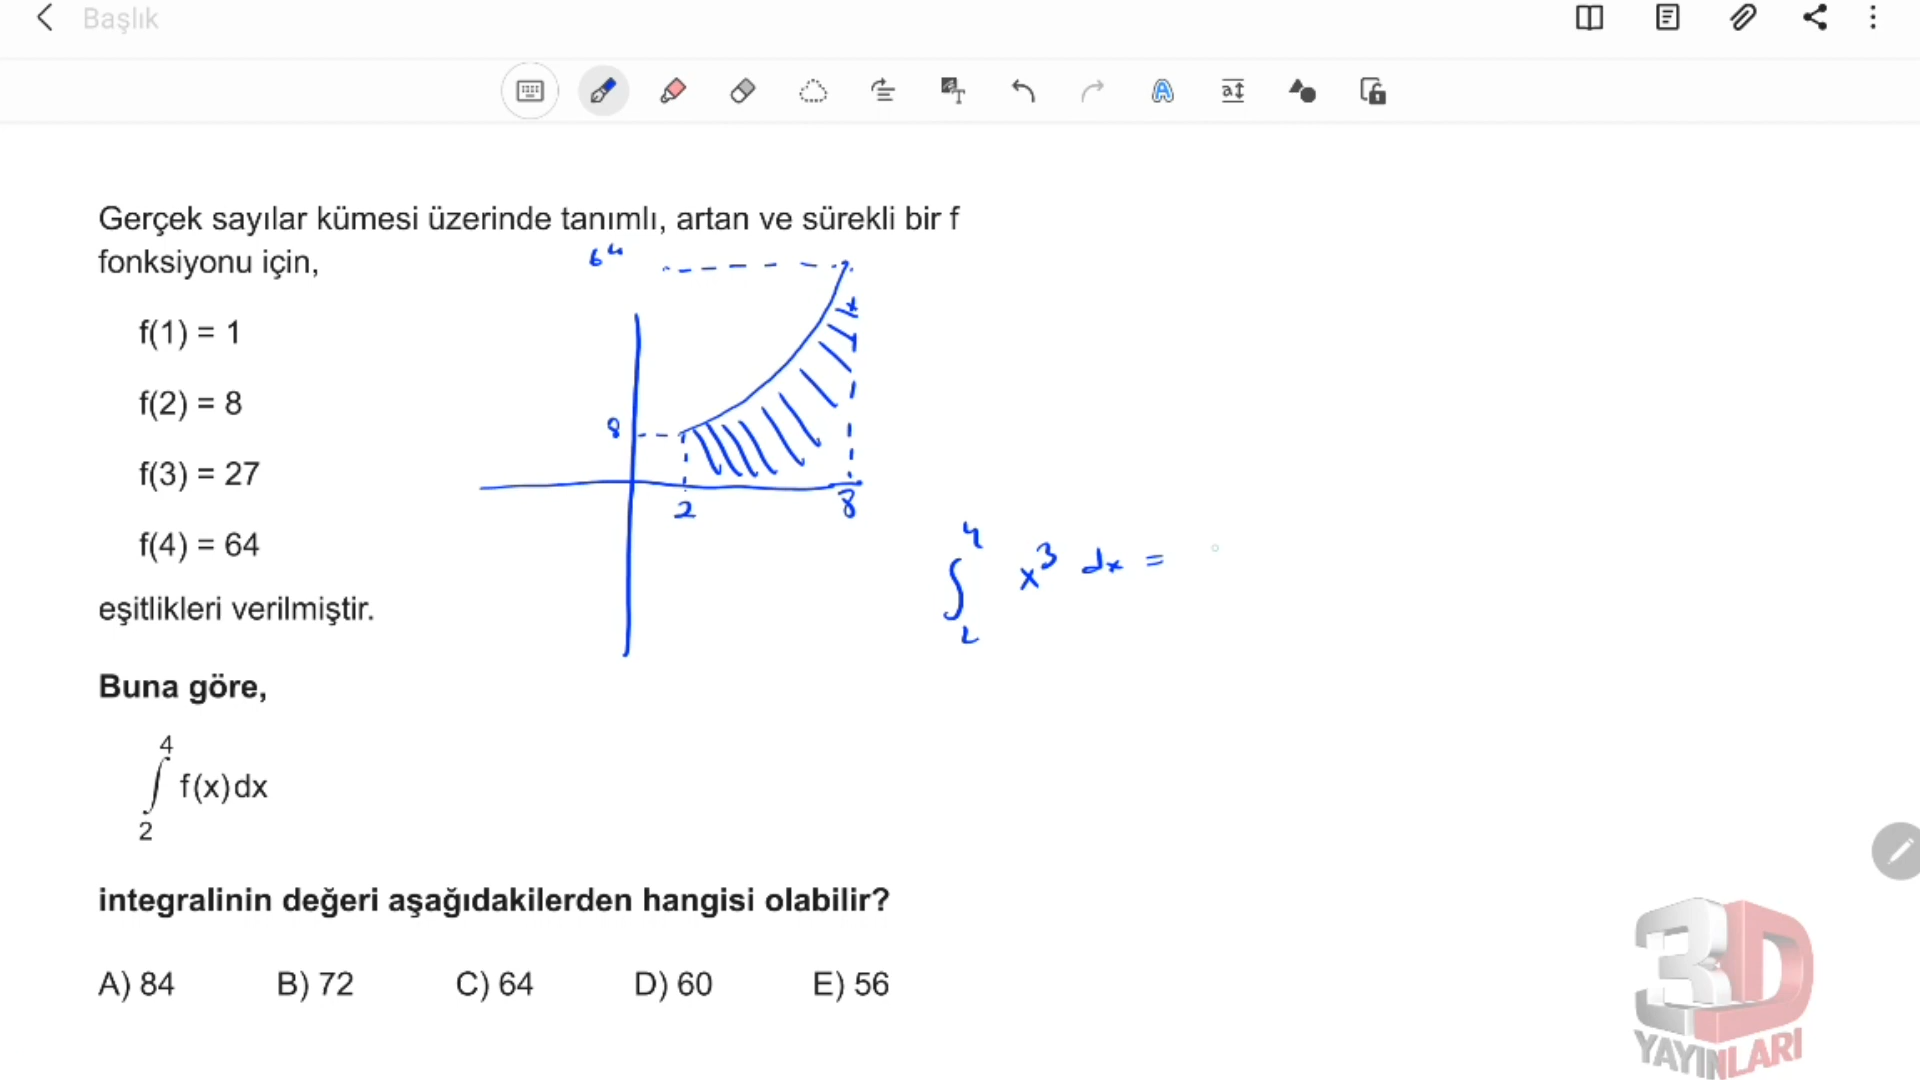 Başlık
Gerçek sayılar kümesi üzerinde tanımlı, artan ve sürekli bir f
fonksiyonu için,
64
f(1) = 1
f(2) = 8
8
f(3) = 27
2 8
f(4) = 64
∫₂⁴ x³ dx =
eşitlikleri verilmiştir.
Buna göre,
4
∫ f(x)dx
2
integralinin değeri aşağıdakilerden hangisi olabilir?
A) 84 B) 72 C) 64 D) 60 E) 56
3D
YAYINLARI